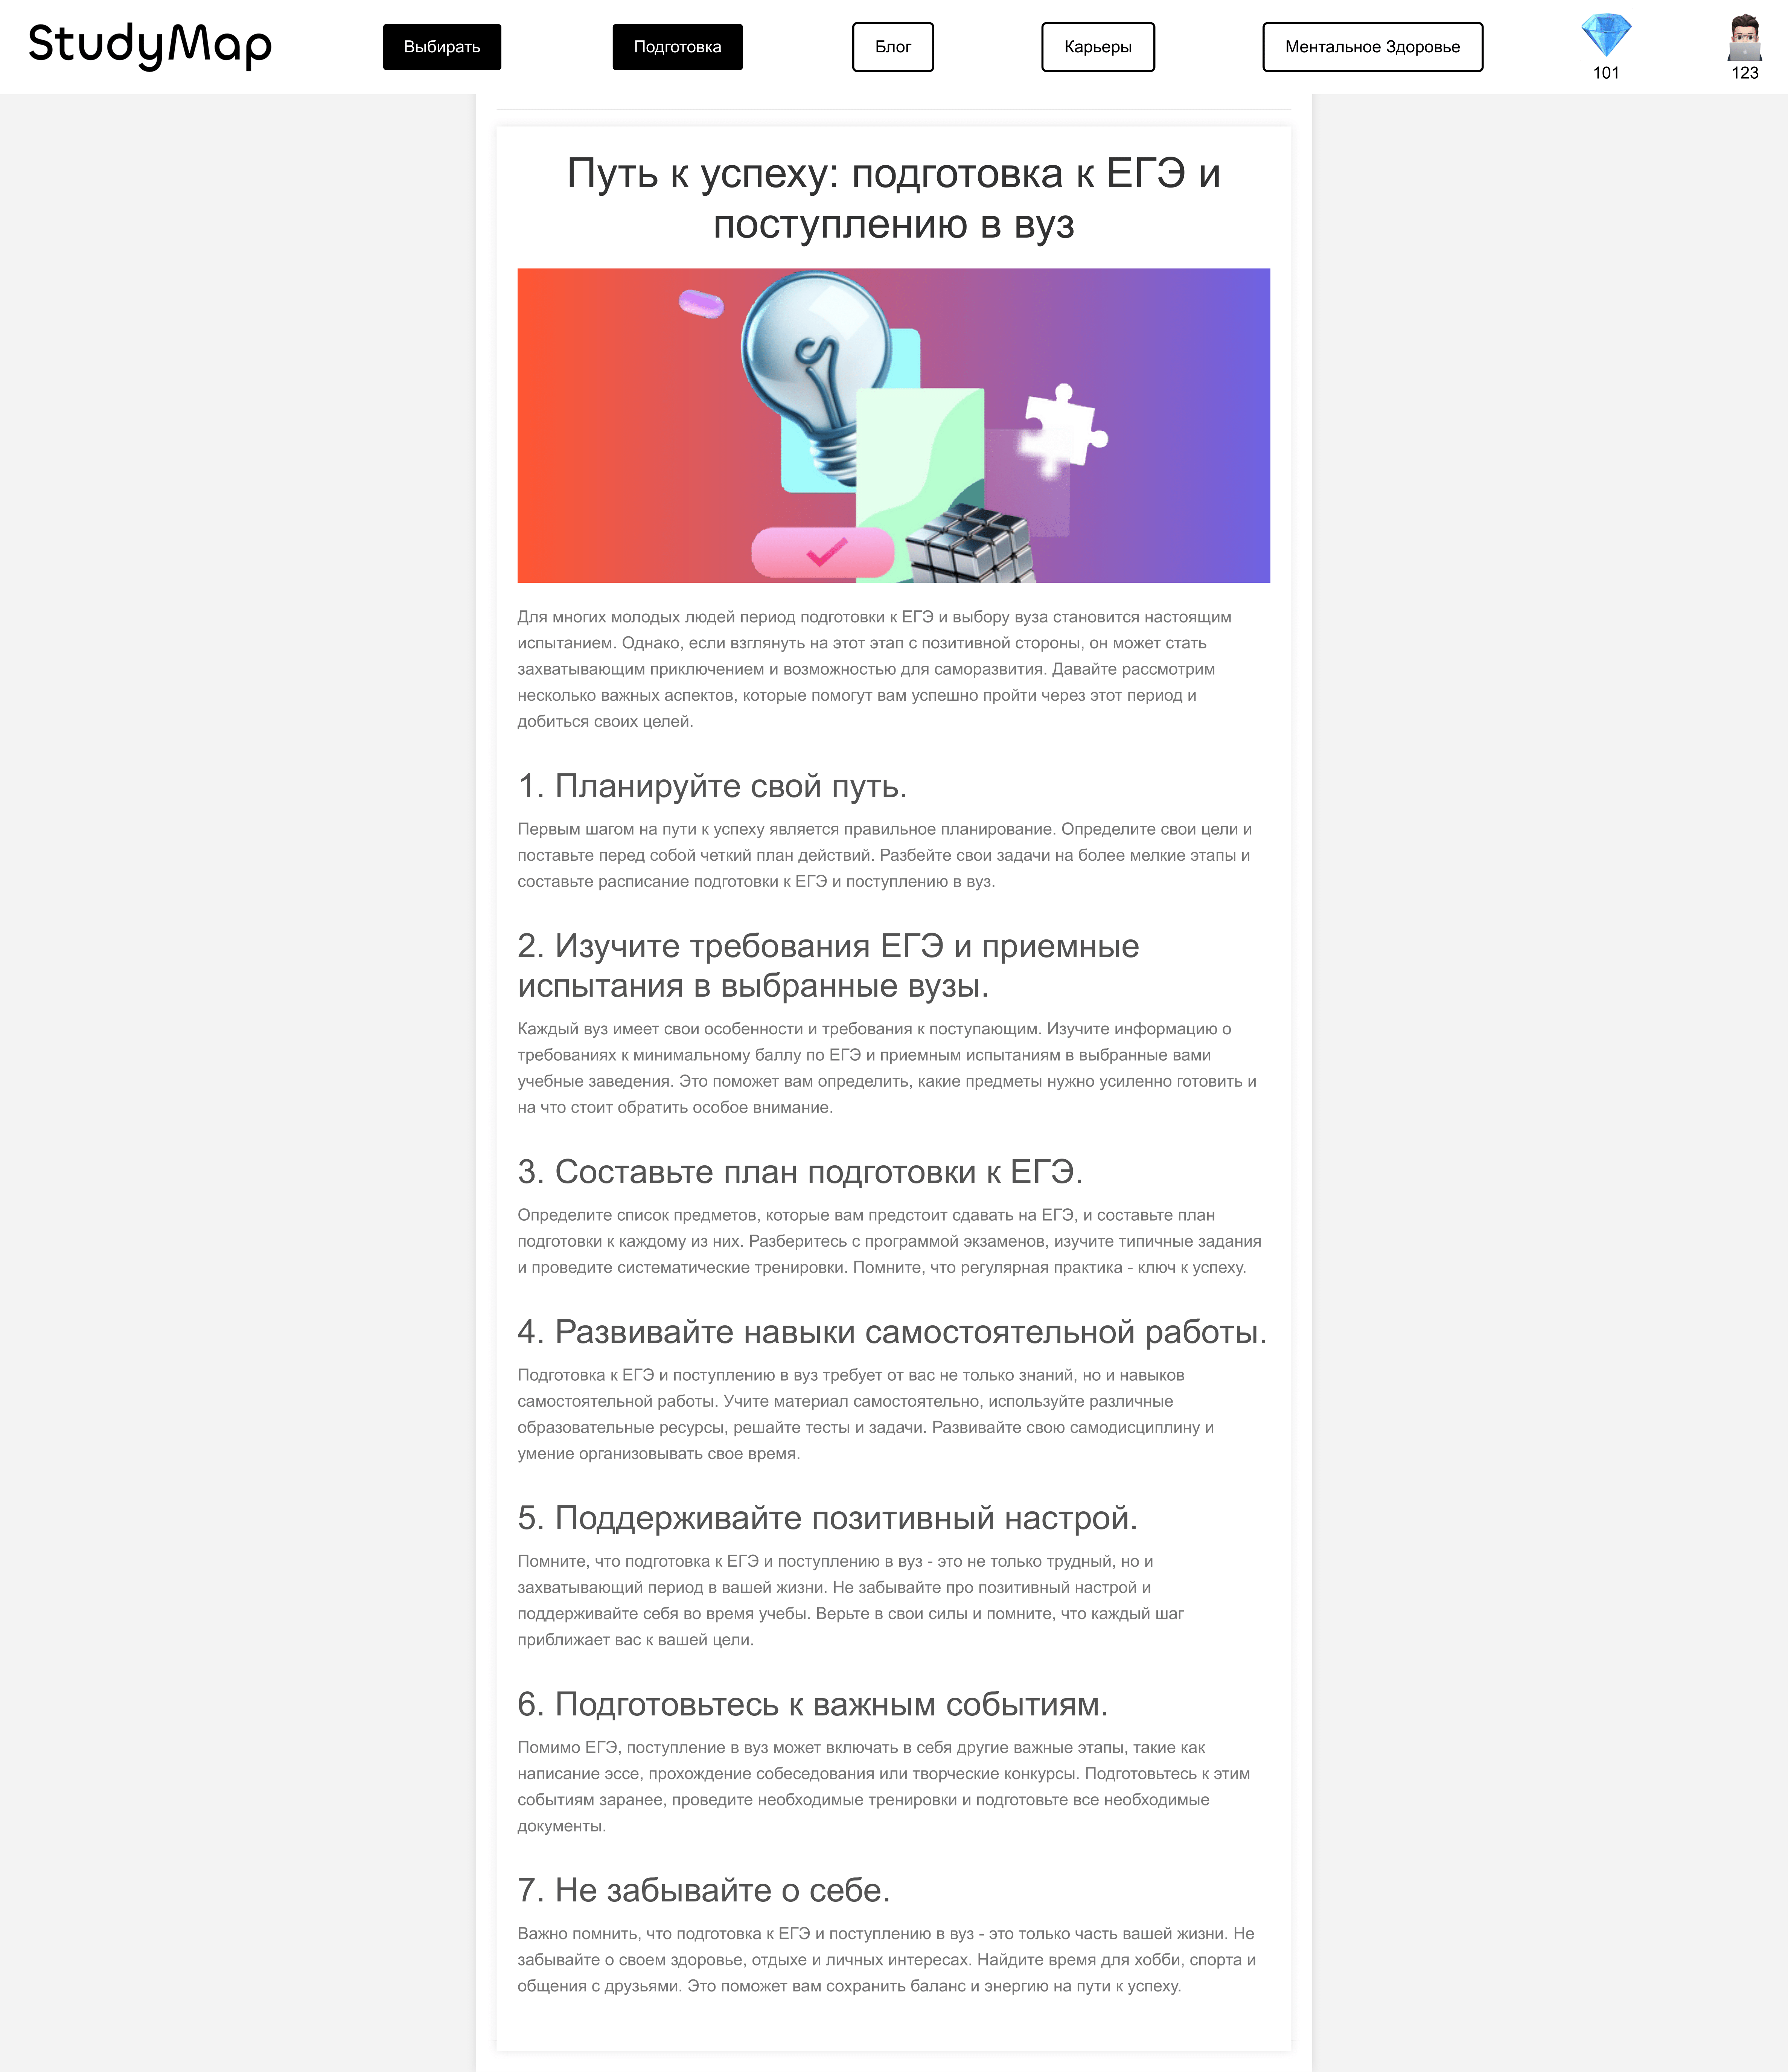 StudyMap
Выбирать
Подготовка
Блог
Карьеры
Ментальное Здоровье
101
123
Путь к успеху: подготовка к ЕГЭ и
поступлению в вуз
Для многих молодых людей период подготовки к ЕГЭ и выбору вуза становится настоящим
испытанием. Однако, если взглянуть на этот этап с позитивной стороны, он может стать
захватывающим приключением и возможностью для саморазвития. Давайте рассмотрим
несколько важных аспектов, которые помогут вам успешно пройти через этот период и
добиться своих целей.
1. Планируйте свой путь.
Первым шагом на пути к успеху является правильное планирование. Определите свои цели и
поставьте перед собой четкий план действий. Разбейте свои задачи на более мелкие этапы и
составьте расписание подготовки к ЕГЭ и поступлению в вуз.
2. Изучите требования ЕГЭ и приемные
испытания в выбранные вузы.
Каждый вуз имеет свои особенности и требования к поступающим. Изучите информацию о
требованиях к минимальному баллу по ЕГЭ и приемным испытаниям в выбранные вами
учебные заведения. Это поможет вам определить, какие предметы нужно усиленно готовить и
на что стоит обратить особое внимание.
3. Составьте план подготовки к ЕГЭ.
Определите список предметов, которые вам предстоит сдавать на ЕГЭ, и составьте план
подготовки к каждому из них. Разберитесь с программой экзаменов, изучите типичные задания
и проведите систематические тренировки. Помните, что регулярная практика - ключ к успеху.
4. Развивайте навыки самостоятельной работы.
Подготовка к ЕГЭ и поступлению в вуз требует от вас не только знаний, но и навыков
самостоятельной работы. Учите материал самостоятельно, используйте различные
образовательные ресурсы, решайте тесты и задачи. Развивайте свою самодисциплину и
умение организовывать свое время.
5. Поддерживайте позитивный настрой.
Помните, что подготовка к ЕГЭ и поступлению в вуз - это не только трудный, но и
захватывающий период в вашей жизни. Не забывайте про позитивный настрой и
поддерживайте себя во время учебы. Верьте в свои силы и помните, что каждый шаг
приближает вас к вашей цели.
6. Подготовьтесь к важным событиям.
Помимо ЕГЭ, поступление в вуз может включать в себя другие важные этапы, такие как
написание эссе, прохождение собеседования или творческие конкурсы. Подготовьтесь к этим
событиям заранее, проведите необходимые тренировки и подготовьте все необходимые
документы.
7. Не забывайте о себе.
Важно помнить, что подготовка к ЕГЭ и поступлению в вуз - это только часть вашей жизни. Не
забывайте о своем здоровье, отдыхе и личных интересах. Найдите время для хобби, спорта и
общения с друзьями. Это поможет вам сохранить баланс и энергию на пути к успеху.